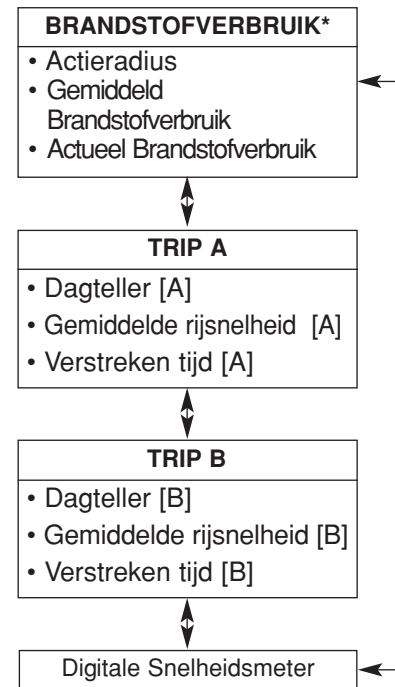 BRANDSTOFVERBRUIK*
• Actieradius
• Gemiddeld
Brandstofverbruik
• Actueel Brandstofverbruik
TRIP A
• Dagteller [A]
• Gemiddelde rijsnelheid [A]
• Verstreken tijd [A]
TRIP B
• Dagteller [B]
• Gemiddelde rijsnelheid [B]
• Verstreken tijd [B]
Digitale Snelheidsmeter